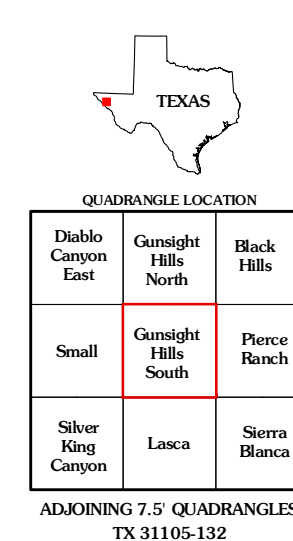 TEXAS
QUADRANGLE LOCATION
Diablo
Canyon
East
Gunsight
Hills
North
Black
Hills
Small
Gunsight
Hills
South
Pierce
Ranch
Silver
King
Canyon
Lasca
Sierra
Blanca
ADJOINING 7.5' QUADRANGLES
TX 31105-132